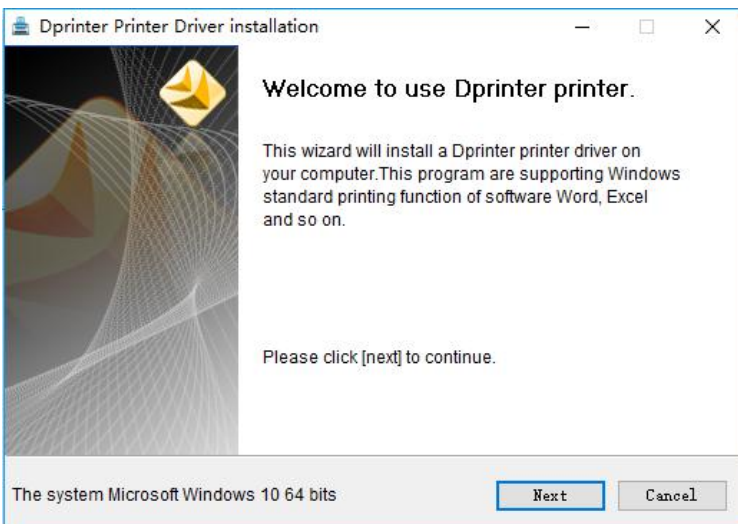 Dprinter Printer Driver installation
Welcome to use Dprinter printer.
This wizard will install a Dprinter printer driver on
your computer.This program are supporting Windows
standard printing function of software Word, Excel
and so on.
Please click [next] to continue.
The system Microsoft Windows 10 64 bits
Next
Cancel